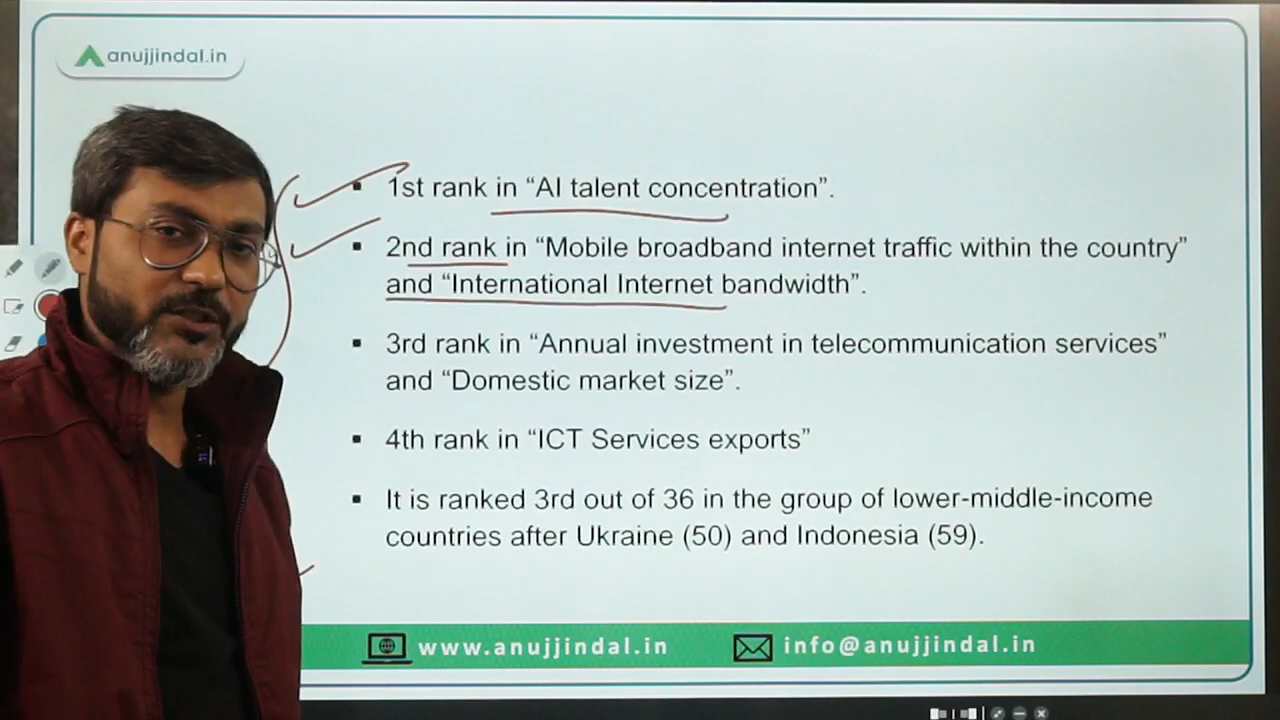 anujjindal.in
▪ 1st rank in “AI talent concentration”.
▪ 2nd rank in “Mobile broadband internet traffic within the country”
and “International Internet bandwidth”.
▪ 3rd rank in “Annual investment in telecommunication services”
and “Domestic market size”.
▪ 4th rank in “ICT Services exports”
▪ It is ranked 3rd out of 36 in the group of lower-middle-income
countries after Ukraine (50) and Indonesia (59).
www.anujjindal.in
info@anujjindal.in